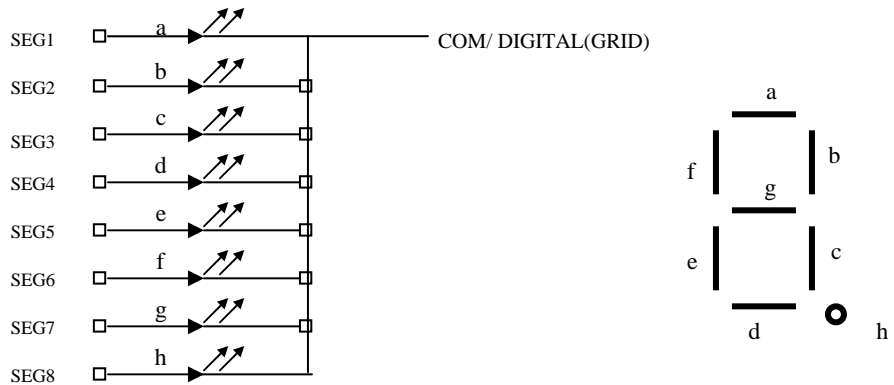 SEG1 a COM/ DIGITAL(GRID)
SEG2 b
SEG3 c
SEG4 d
SEG5 e
SEG6 f
SEG7 g
SEG8 h
a
f b
g
e c
d h